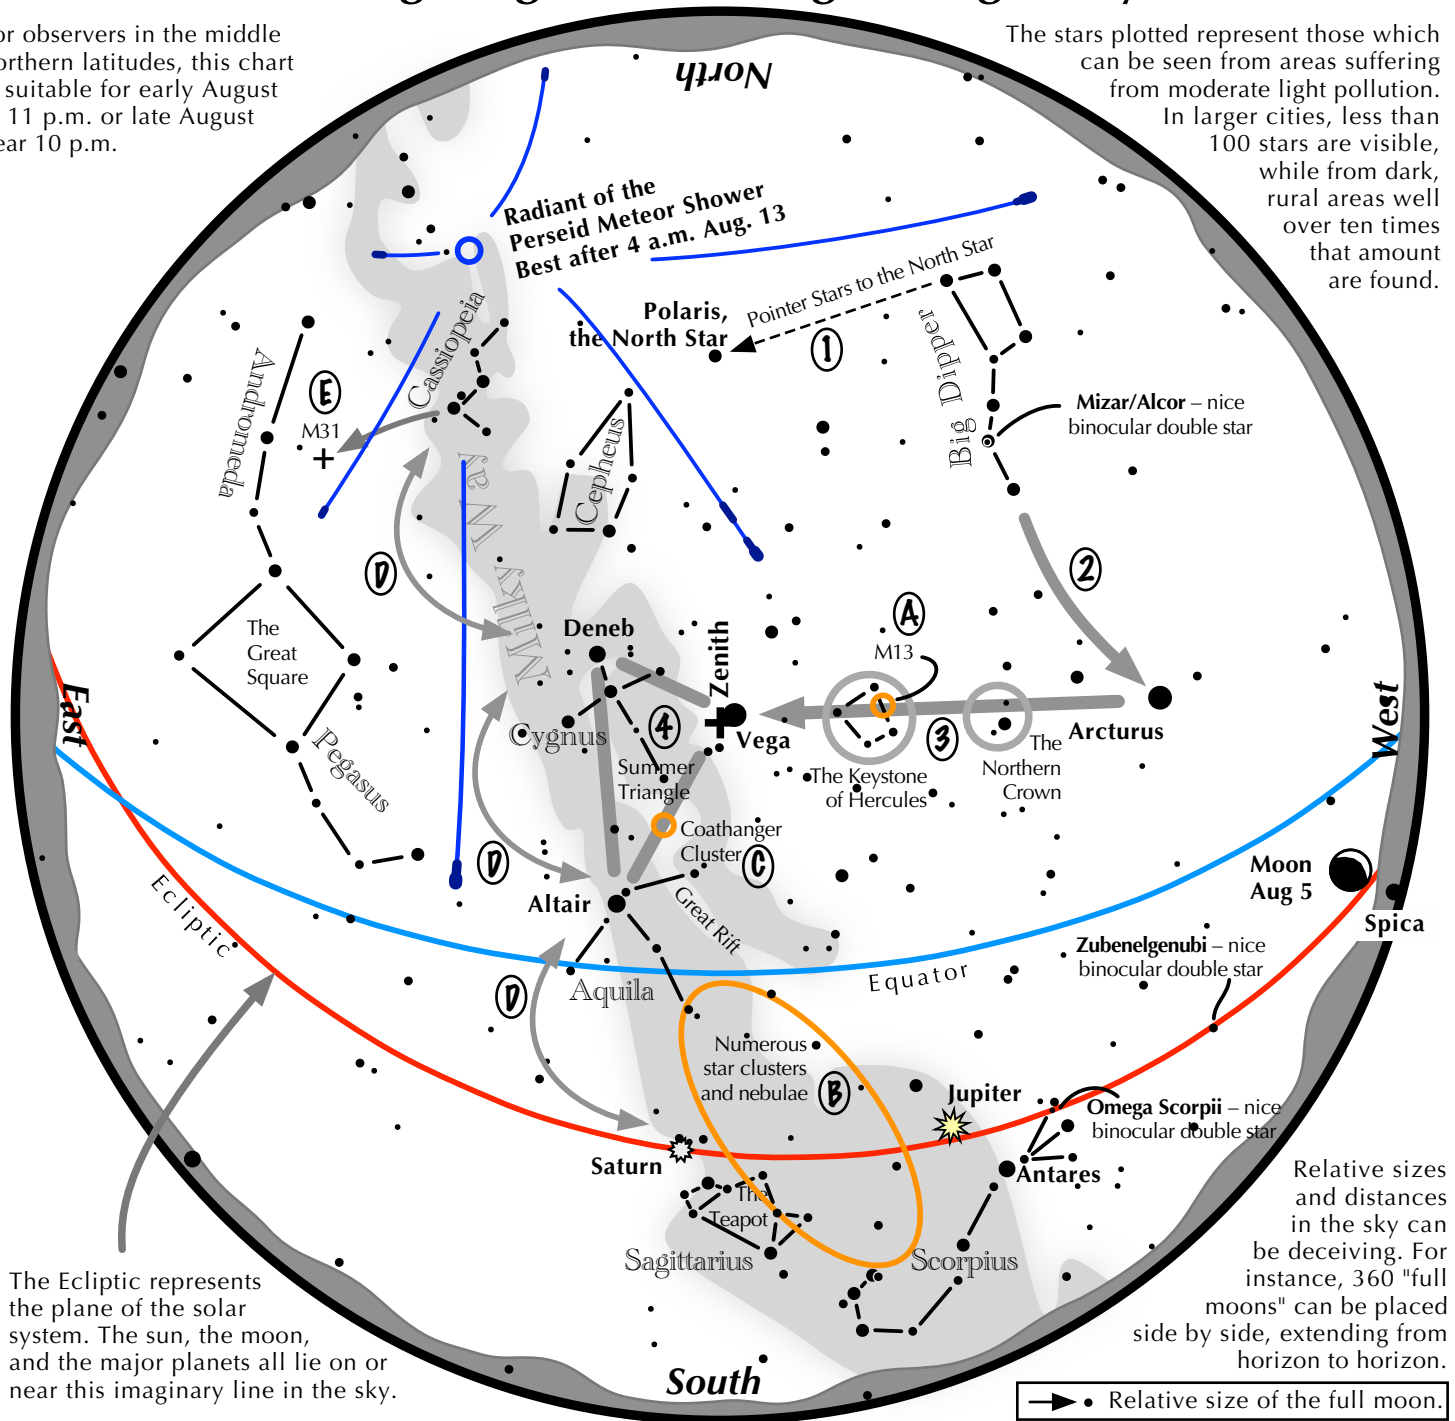 or observers in the middle
orthern latitudes, this chart
suitable for early August
11 p.m. or late August
ear 10 p.m.
The stars plotted represent those which
can be seen from areas suffering
from moderate light pollution.
In larger cities, less than
100 stars are visible,
while from dark,
rural areas well
over ten times
that amount
are found.
North
Radiant of the
Perseid Meteor Shower
Best after 4 a.m. Aug. 13
Pointer Stars to the North Star
Polaris,
the North Star
1
Big Dipper
Mizar/Alcor – nice
binocular double star
Cassiopeia
Andromeda
E
M31
Cepheus
Milky Way
D
2
The
Great
Square
Deneb
Zenith
A
M13
East
West
Pegasus
Cygnus
4
Vega
3
Arcturus
The
Northern
Crown
Summer
Triangle
The Keystone
of Hercules
Coathanger
Cluster
C
D
Moon
Aug 5
Spica
Altair
Great Rift
Ecliptic
Equator
Zubenelgenubi – nice
binocular double star
D
Aquila
Numerous
star clusters
and nebulae
B
Jupiter
Omega Scorpii – nice
binocular double star
Saturn
Antares
The
Teapot
Sagittarius
Scorpius
South
The Ecliptic represents
the plane of the solar
system. The sun, the moon,
and the major planets all lie on or
near this imaginary line in the sky.
Relative sizes
and distances
in the sky can
be deceiving. For
instance, 360 "full
moons" can be placed
side by side, extending from
horizon to horizon.
Relative size of the full moon.